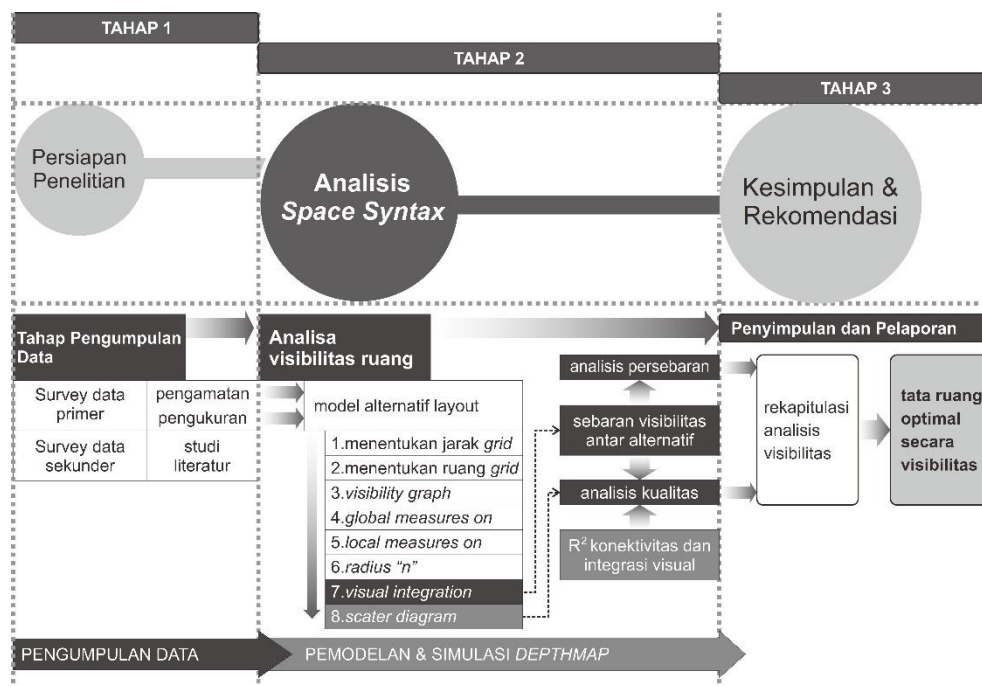 TAHAP 1
TAHAP 2
TAHAP 3
Persiapan
Penelitian
Analisis
Space Syntax
Kesimpulan &
Rekomendasi
Tahap Pengumpulan
Data
Survey data
primer
pengamatan
pengukuran
Survey data
sekunder
studi
literatur
Analisa
visibilitas ruang
model alternatif layout
1.menentukan jarak grid
2.menentukan ruang grid
3.visibility graph
4.global measures on
5.local measures on
6.radius "n"
7.visual integration
8.scater diagram
analisis persebaran
sebaran visibilitas
antar alternatif
analisis kualitas
R² konektivitas dan
integrasi visual
Penyimpulan dan Pelaporan
rekapitulasi
analisis
visibilitas
tata ruang
optimal
secara
visibilitas
PENGUMPULAN DATA
PEMODELAN & SIMULASI DEPTHMAP